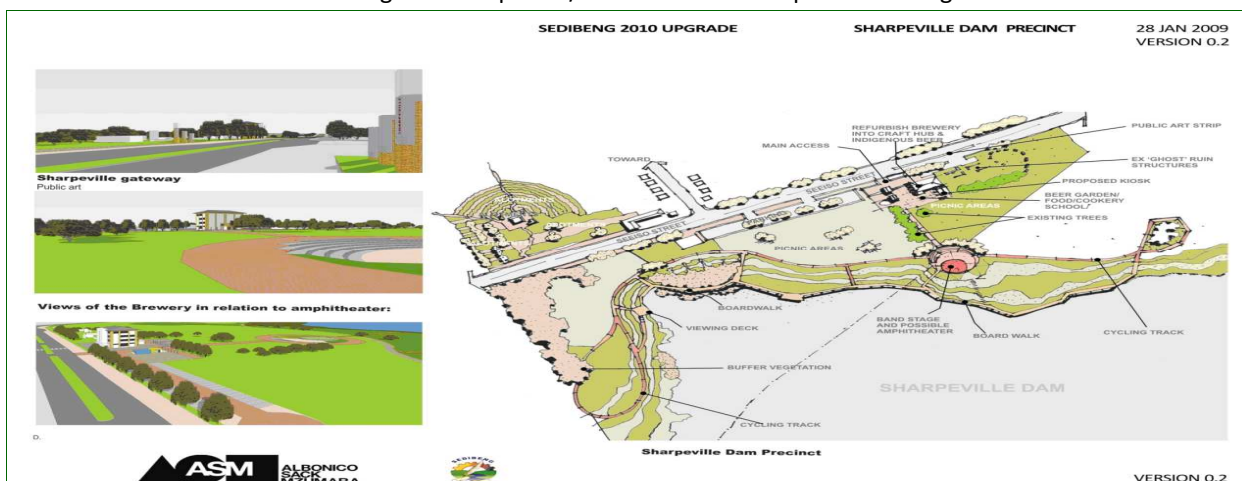 SEDIBENG 2010 UPGRADE
SHARPEVILLE DAM PRECINCT
28 JAN 2009
VERSION 0.2
Sharpeville gateway
Public art
Views of the Brewery in relation to amphitheater:
D.
REFURBISH BREWERY
INTO CRAFT HUB &
INDIGENOUS BEER
PUBLIC ART STRIP
MAIN ACCESS
TOWARD
EX 'GHOST' RUIN
STRUCTURES
SEEISO STREET
PROPOSED KIOSK
BEER GARDEN/
FOOD/COOKERY
SCHOOL/
PICNIC AREAS
EXISTING TREES
PARKING
SEEISO STREET
PICNIC AREAS
BOARDWALK
VIEWING DECK
BAND STAGE
AND POSSIBLE
AMPHITHEATER
BOARD WALK
CYCLING TRACK
BUFFER VEGETATION
SHARPEVILLE DAM
CYCLING TRACK
Sharpeville Dam Precinct
ASM
ALBONICO
SACK
MZUMARA
SEDIBENG
VERSION 0.2